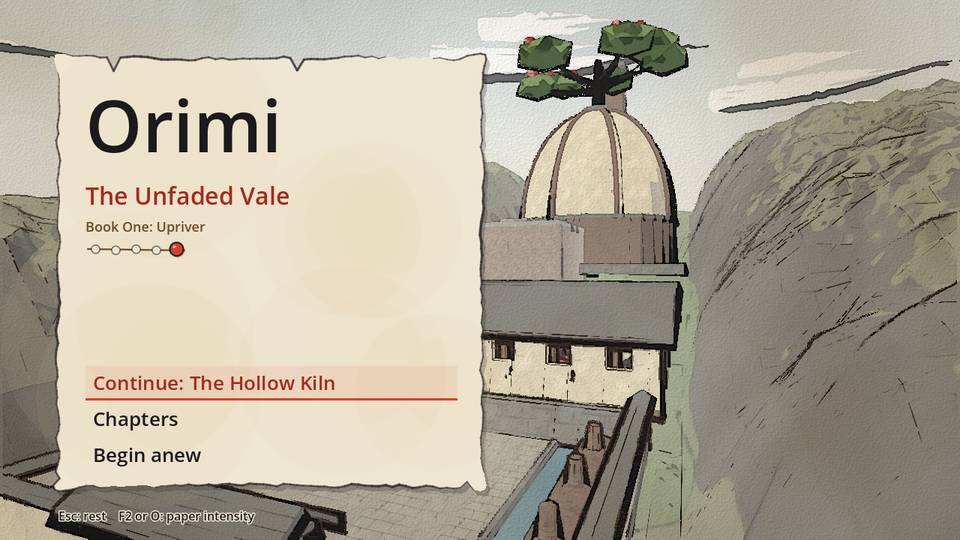 Orimi
The Unfaded Vale
Book One: Upriver
Continue: The Hollow Kiln
Chapters
Begin anew
Esc: rest F2 or O: paper intensity